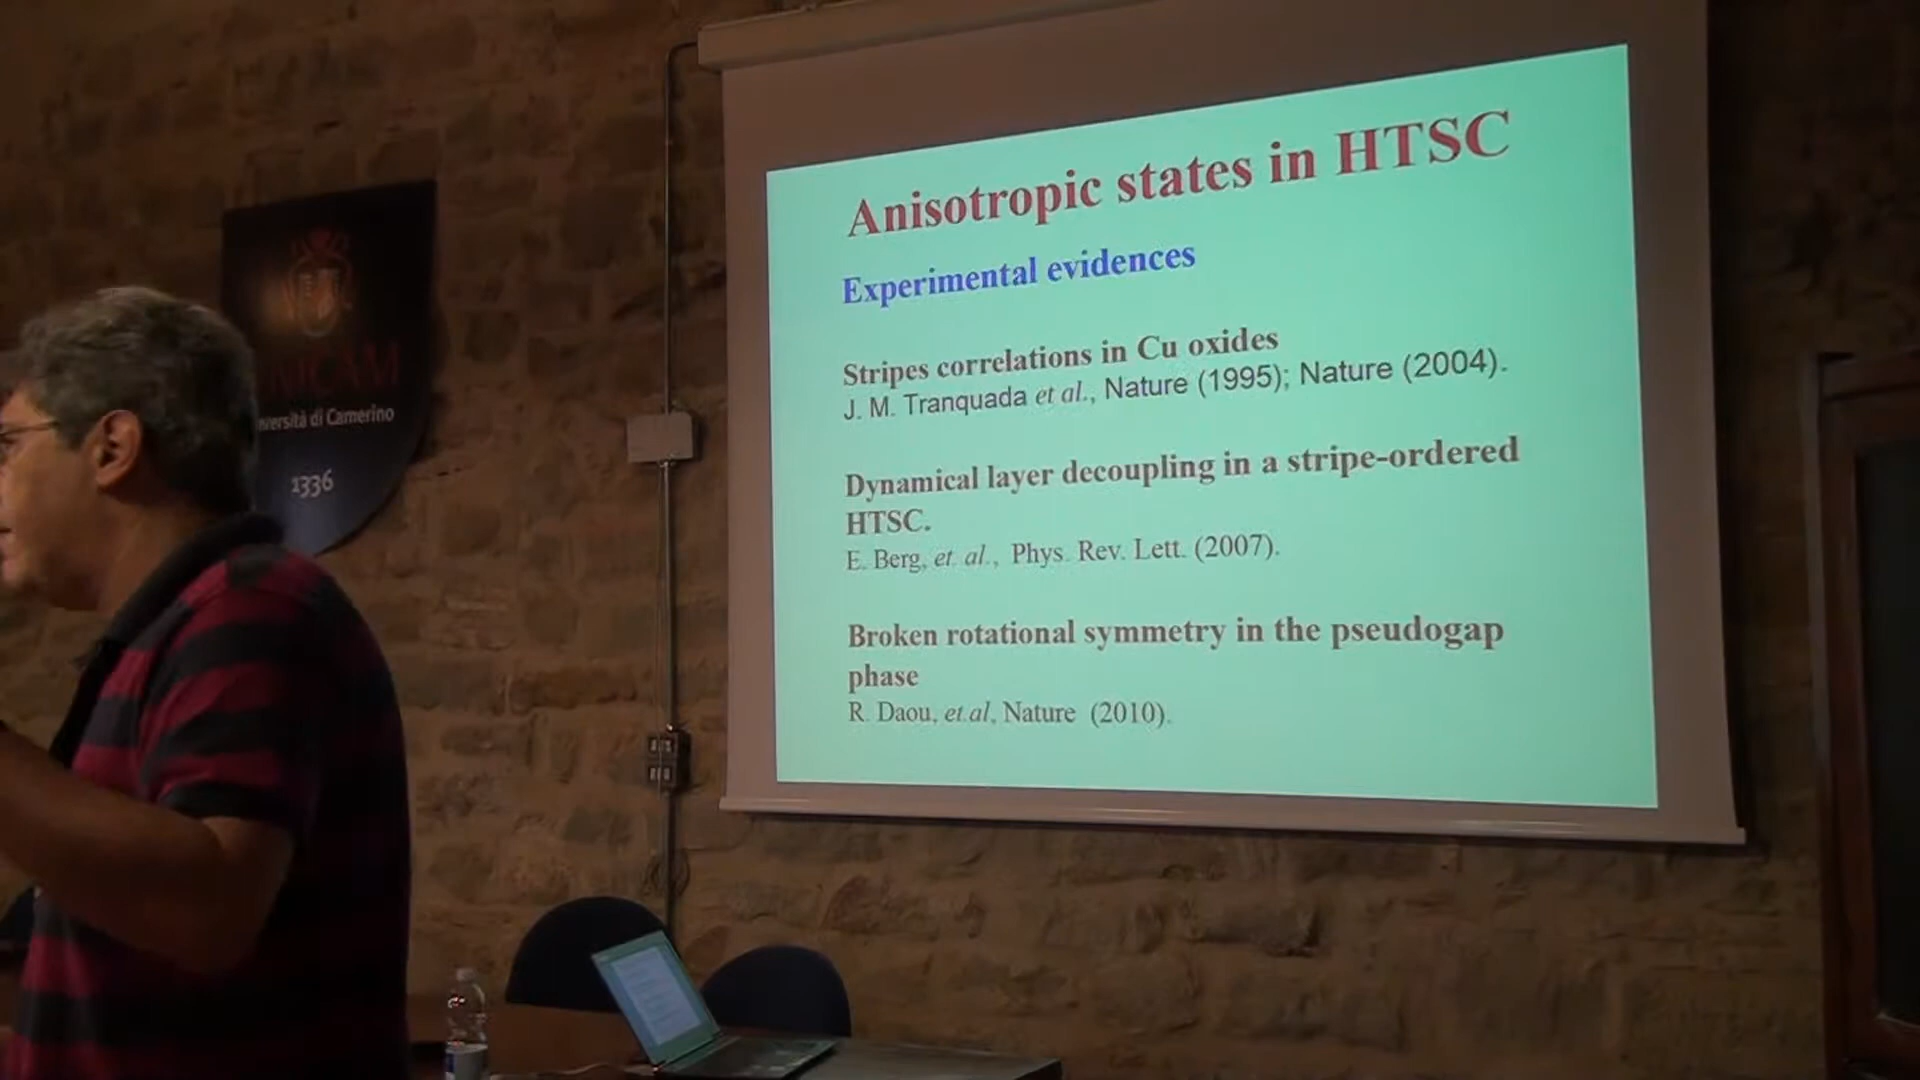 Anisotropic states in HTSC
Experimental evidences
Stripes correlations in Cu oxides
J. M. Tranquada et al., Nature (1995); Nature (2004).
Dynamical layer decoupling in a stripe-ordered
HTSC.
E. Berg, et. al., Phys. Rev. Lett. (2007).
Broken rotational symmetry in the pseudogap
phase
R. Daou, et.al, Nature (2010).
UNICAM
Università di Camerino
1336